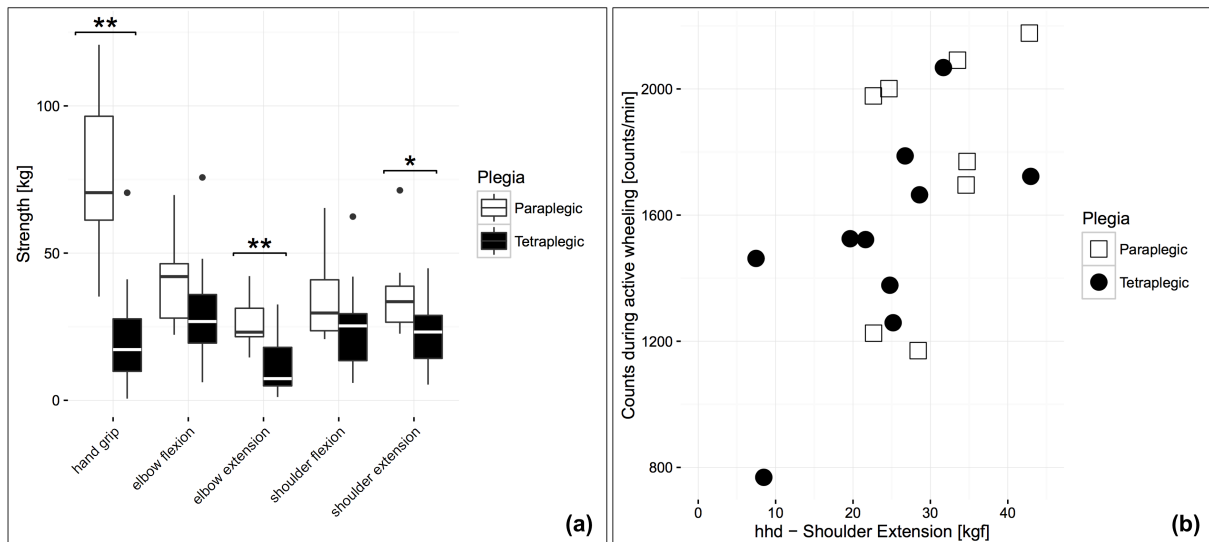 **
Strength [kg]
100
50
0
**
*
hand grip
elbow flexion
elbow extension
shoulder flexion
shoulder extension
Plegia
Paraplegic
Tetraplegic
(a)
Counts during active wheeling [counts/min]
2000
1600
1200
800
0
10
20
30
40
hhd − Shoulder Extension [kgf]
Plegia
Paraplegic
Tetraplegic
(b)